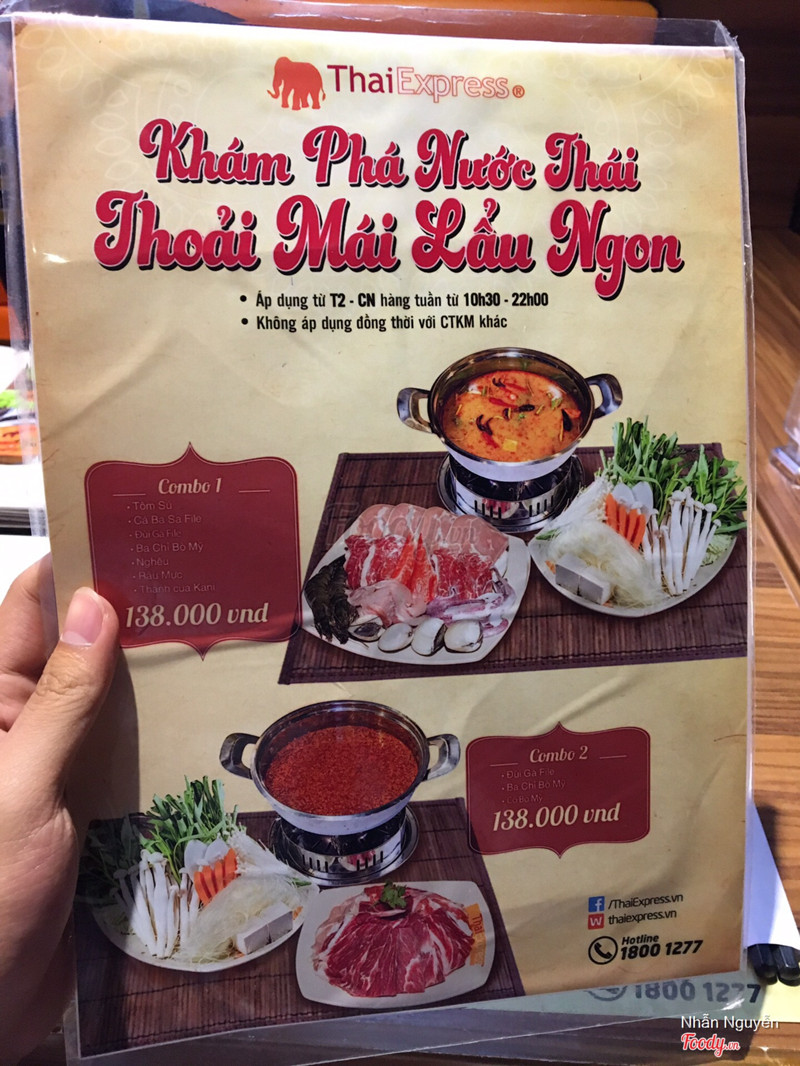 ThaiExpress®
Khám Phá Nước Thái
Thoải Mái Lẩu Ngon
• Áp dụng từ T2 - CN hàng tuần từ 10h30 - 22h00
• Không áp dụng đồng thời với CTKM khác
Combo 1
• Tôm Sú
• Cá Ba Sa File
• Đùi Gà File
• Ba Chỉ Bò Mỹ
• Nghêu
• Râu Mực
• Thanh cua Kani
138.000 vnd
Combo 2
• Đùi Gà File
• Ba Chỉ Bò Mỹ
• Cổ Bò Mỹ
138.000 vnd
/ThaiExpress.vn
thaiexpress.vn
Hotline
1800 1277
1800 1277
Nhẫn Nguyễn
Foody.vn